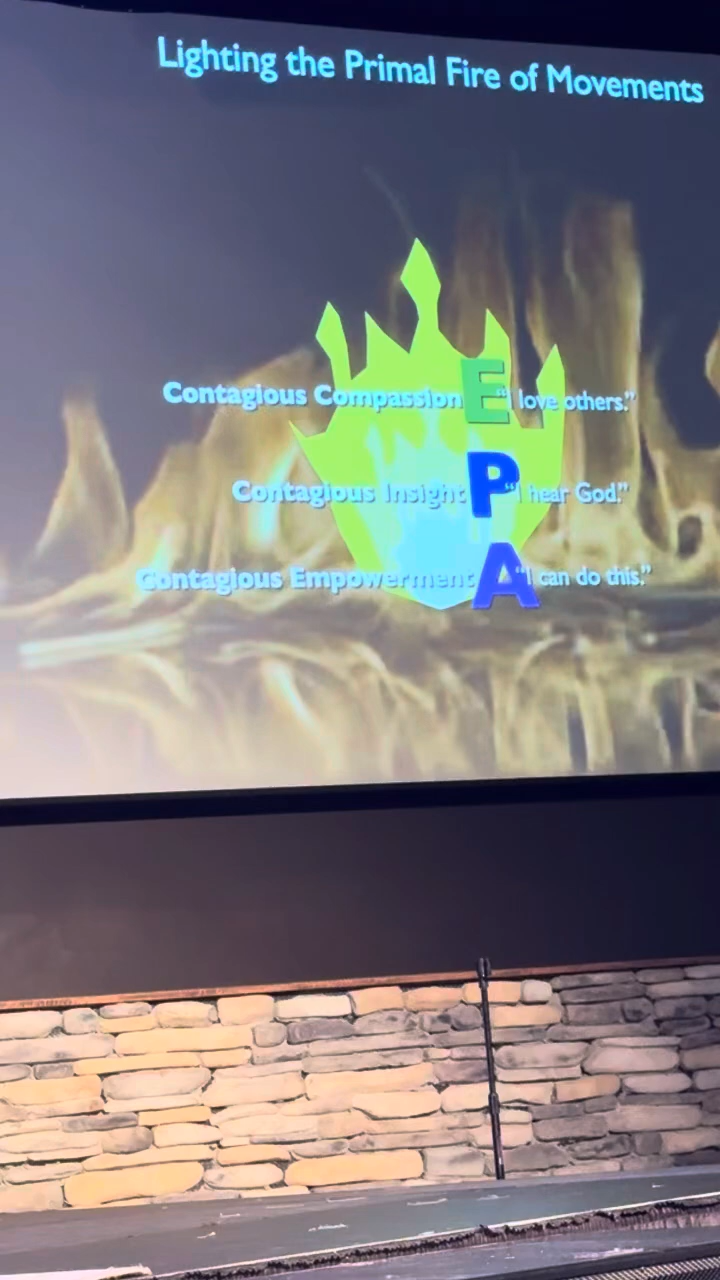 Lighting the Primal Fire of Movements
Contagious Compassion E "I love others."
Contagious Insight P "I hear God."
Contagious Empowerment A "I can do this."